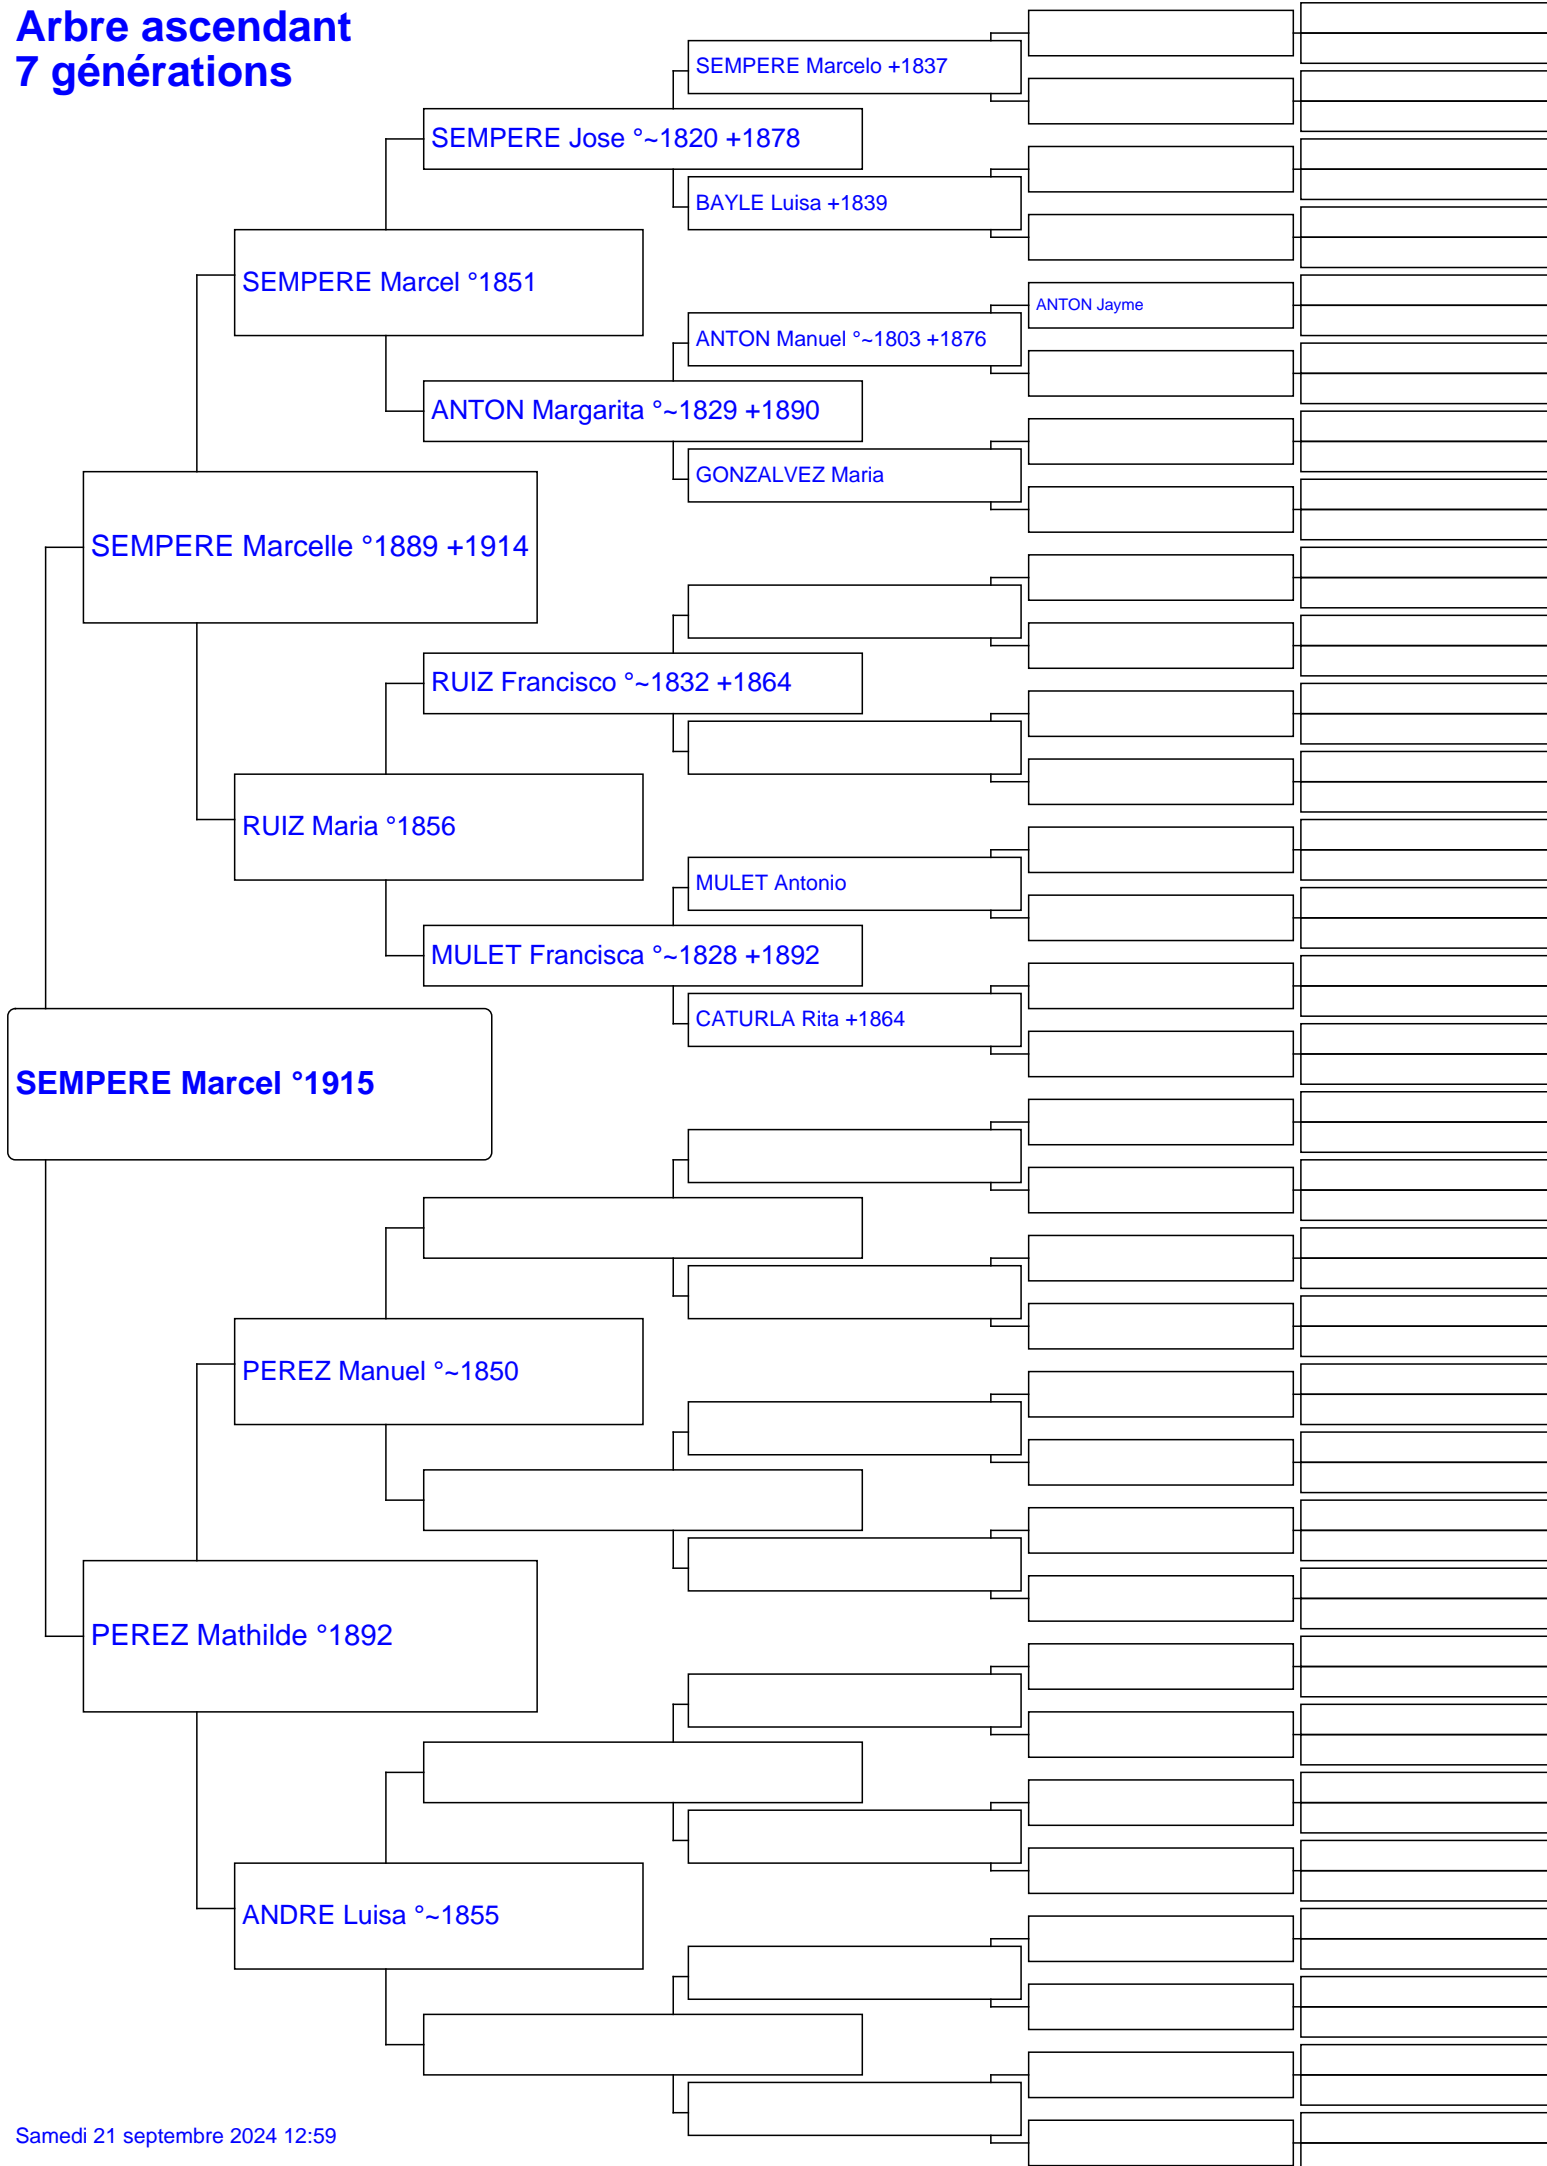 Arbre ascendant
7 générations
SEMPERE Marcelo +1837
SEMPERE Jose °~1820 +1878
BAYLE Luisa +1839
SEMPERE Marcel °1851
ANTON Jayme
ANTON Manuel °~1803 +1876
ANTON Margarita °~1829 +1890
GONZALVEZ Maria
SEMPERE Marcelle °1889 +1914
RUIZ Francisco °~1832 +1864
RUIZ Maria °1856
MULET Antonio
MULET Francisca °~1828 +1892
CATURLA Rita +1864
SEMPERE Marcel °1915
PEREZ Manuel °~1850
PEREZ Mathilde °1892
ANDRE Luisa °~1855
Samedi 21 septembre 2024 12:59